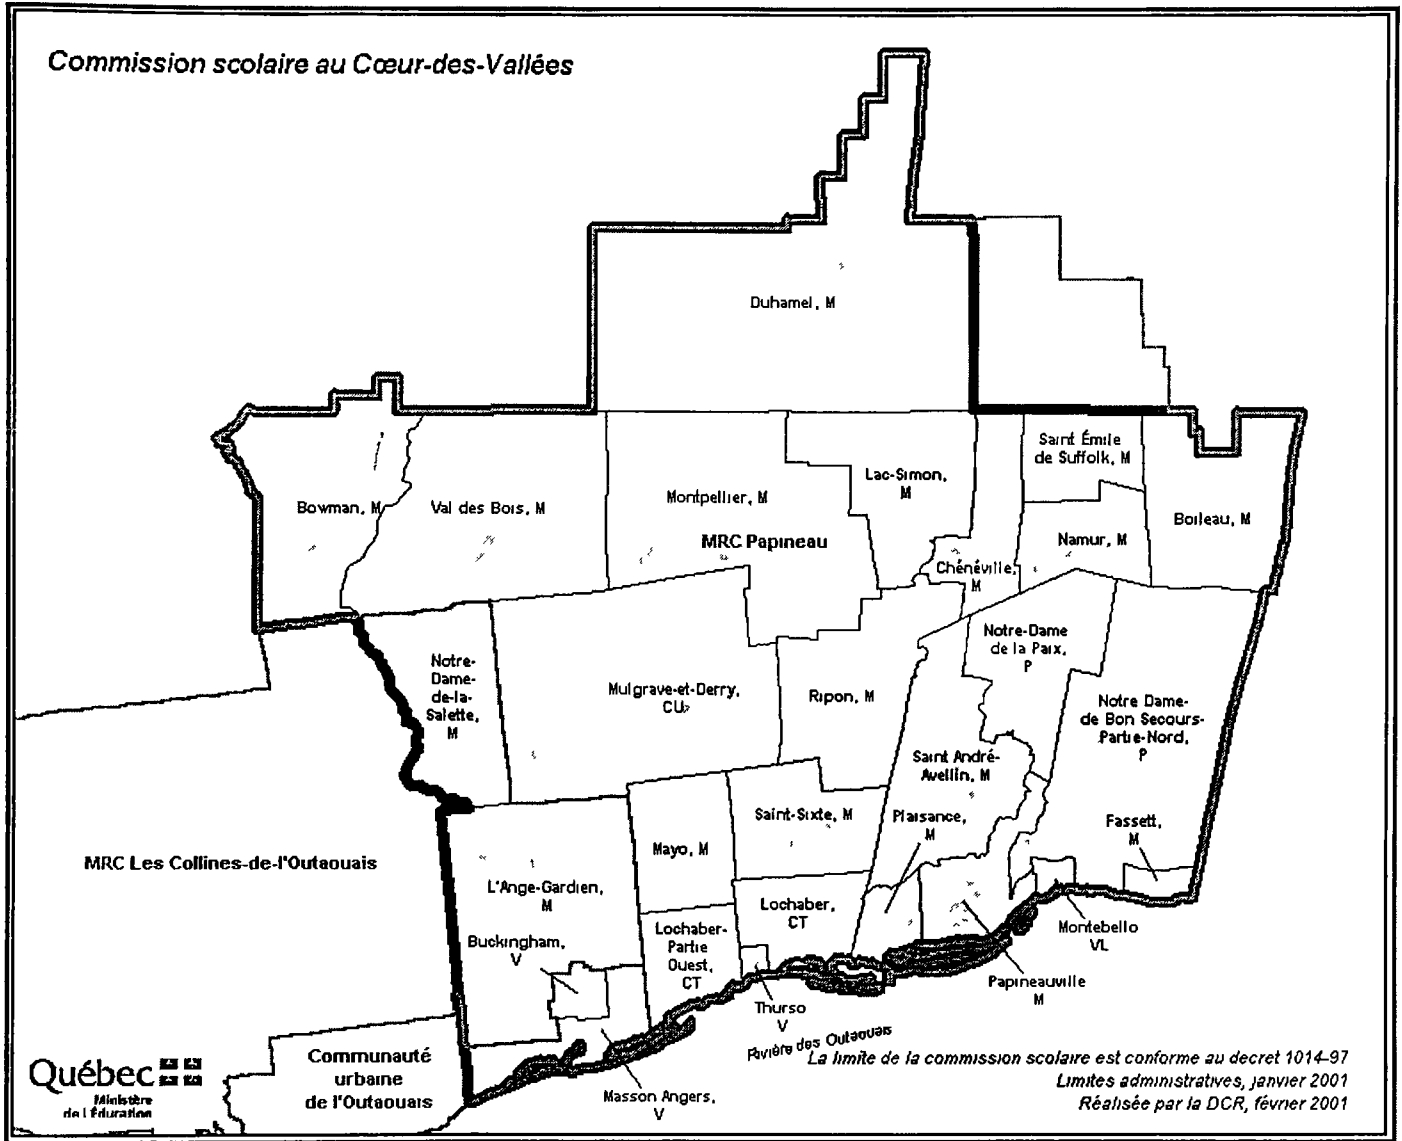 Commission scolaire au Cœur-des-Vallées
Duhamel, M
Saint Émile
de Suffolk, M
Lac-Simon,
M
Bowman, M
Val des Bois, M
Montpellier, M
Boileau, M
MRC Papineau
Namur, M
Chénéville,
M
Notre-
Dame-
de-la-
Salette,
M
Mulgrave-et-Derry,
CU
Ripon, M
Notre-Dame
de la Paix,
P
Notre Dame-
de Bon Secours-
Partie-Nord,
P
Saint André-
Avellin, M
Plaisance,
M
Saint-Sixte, M
Fassett,
M
Mayo, M
MRC Les Collines-de-l'Outaouais
L'Ange-Gardien,
M
Lochaber,
CT
Buckingham,
V
Lochaber-
Partie
Ouest,
CT
Montebello
VL
Papineauville
M
Thurso
V
Rivière des Outaouais
Masson Angers,
V
Communauté
urbaine
de l'Outaouais
Québec
Ministère
de l'Éducation
La limite de la commission scolaire est conforme au decret 1014-97
Limites administratives, janvier 2001
Réalisée par la DCR, février 2001